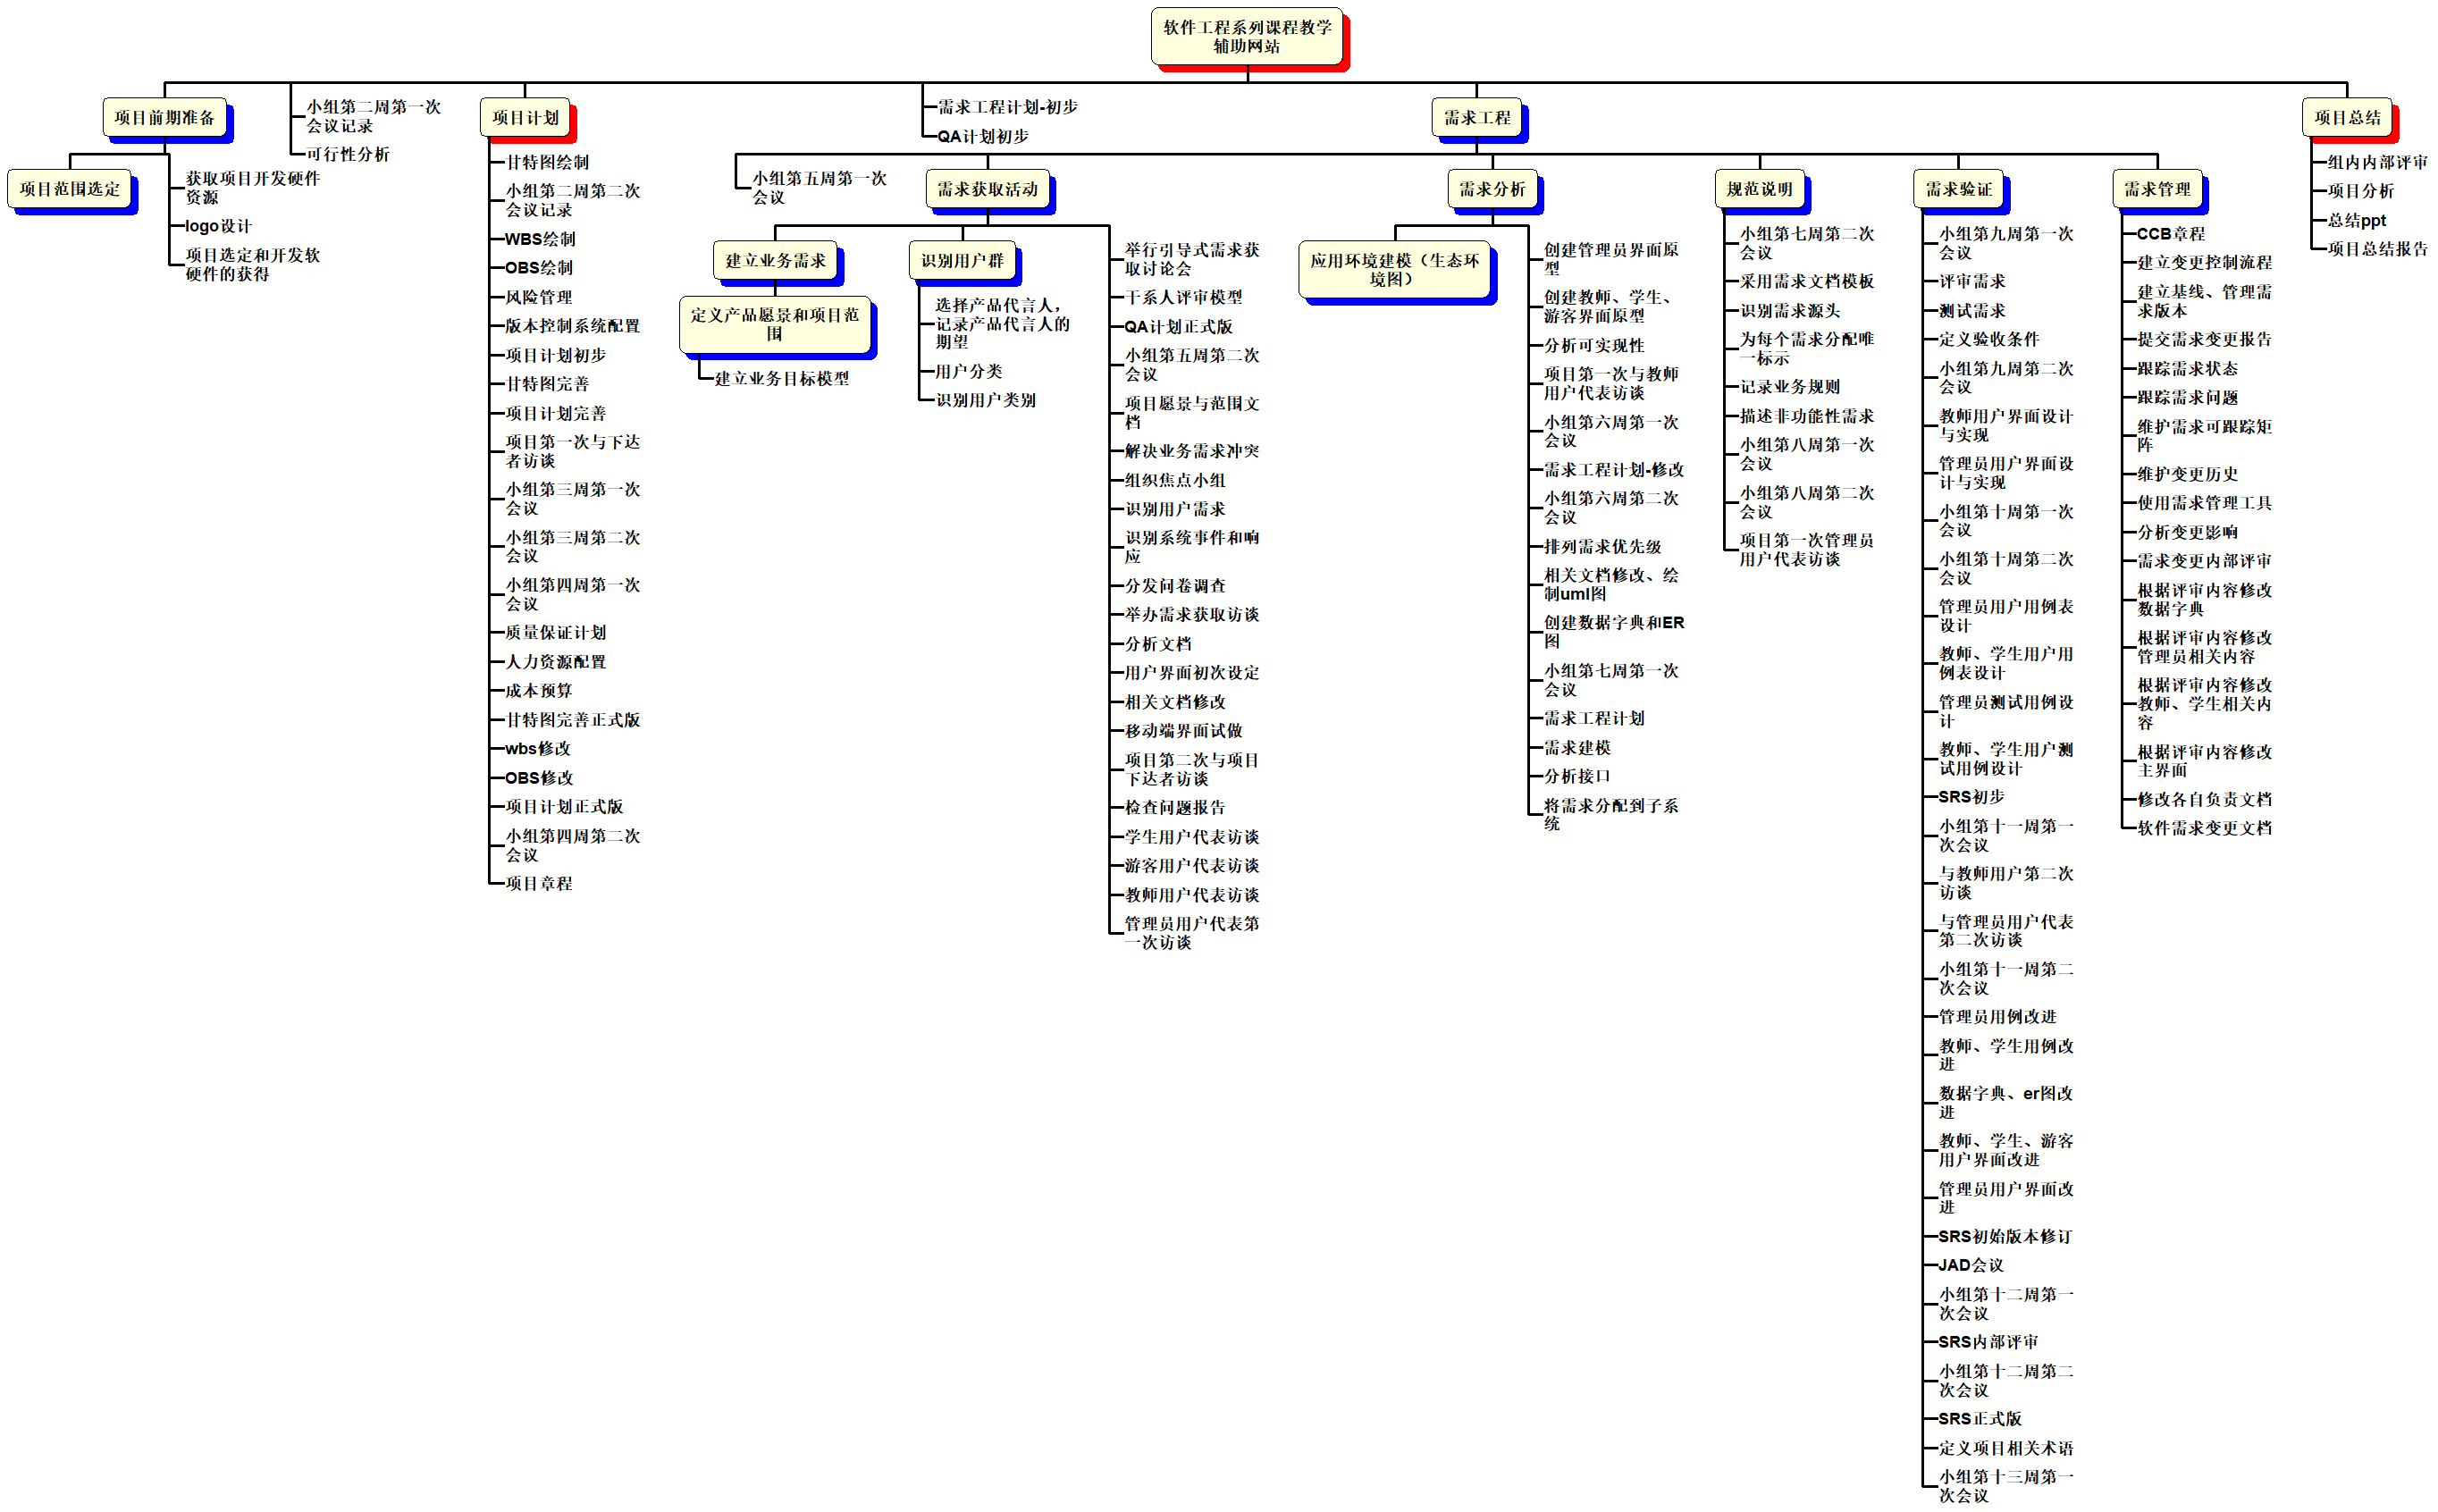 软件工程系列课程教学
辅助网站
项目前期准备
项目范围选定
获取项目开发硬件
资源
logo设计
项目选定和开发软
硬件的获得
小组第二周第一次
会议记录
可行性分析
项目计划
甘特图绘制
小组第二周第二次
会议记录
WBS绘制
OBS绘制
风险管理
版本控制系统配置
项目计划初步
甘特图完善
项目计划完善
项目第一次与下达
者访谈
小组第三周第一次
会议
小组第三周第二次
会议
小组第四周第一次
会议
质量保证计划
人力资源配置
成本预算
甘特图完善正式版
wbs修改
OBS修改
项目计划正式版
小组第四周第二次
会议
项目章程
需求工程计划-初步
QA计划初步
需求工程
小组第五周第一次
会议
需求获取活动
建立业务需求
定义产品愿景和项目范
围
建立业务目标模型
识别用户群
选择产品代言人，
记录产品代言人的
期望
用户分类
识别用户类别
举行引导式需求获
取讨论会
干系人评审模型
QA计划正式版
小组第五周第二次
会议
项目愿景与范围文
档
解决业务需求冲突
组织焦点小组
识别用户需求
识别系统事件和响
应
分发问卷调查
举办需求获取访谈
分析文档
用户界面初次设定
相关文档修改
移动端界面试做
项目第二次与项目
下达者访谈
检查问题报告
学生用户代表访谈
游客用户代表访谈
教师用户代表访谈
管理员用户代表第
一次访谈
需求分析
应用环境建模（生态环
境图）
创建管理员界面原
型
创建教师、学生、
游客界面原型
分析可实现性
项目第一次与教师
用户代表访谈
小组第六周第一次
会议
需求工程计划-修改
小组第六周第二次
会议
排列需求优先级
相关文档修改、绘
制uml图
创建数据字典和ER
图
小组第七周第一次
会议
需求工程计划
需求建模
分析接口
将需求分配到子系
统
规范说明
小组第七周第二次
会议
采用需求文档模板
识别需求源头
为每个需求分配唯
一标示
记录业务规则
描述非功能性需求
小组第八周第一次
会议
小组第八周第二次
会议
项目第一次管理员
用户代表访谈
需求验证
小组第九周第一次
会议
评审需求
测试需求
定义验收条件
小组第九周第二次
会议
教师用户界面设计
与实现
管理员用户界面设
计与实现
小组第十周第一次
会议
小组第十周第二次
会议
管理员用户用例表
设计
教师、学生用户用
例表设计
管理员测试用例设
计
教师、学生用户测
试用例设计
SRS初步
小组第十一周第一
次会议
与教师用户第二次
访谈
与管理员用户代表
第二次访谈
小组第十一周第二
次会议
管理员用例改进
教师、学生用例改
进
数据字典、er图改
进
教师、学生、游客
用户界面改进
管理员用户界面改
进
SRS初始版本修订
JAD会议
小组第十二周第一
次会议
SRS内部评审
小组第十二周第二
次会议
SRS正式版
定义项目相关术语
小组第十三周第一
次会议
需求管理
CCB章程
建立变更控制流程
建立基线、管理需
求版本
提交需求变更报告
跟踪需求状态
跟踪需求问题
维护需求可跟踪矩
阵
维护变更历史
使用需求管理工具
分析变更影响
需求变更内部评审
根据评审内容修改
数据字典
根据评审内容修改
管理员相关内容
根据评审内容修改
教师、学生相关内
容
根据评审内容修改
主界面
修改各自负责文档
软件需求变更文档
项目总结
组内内部评审
项目分析
总结ppt
项目总结报告